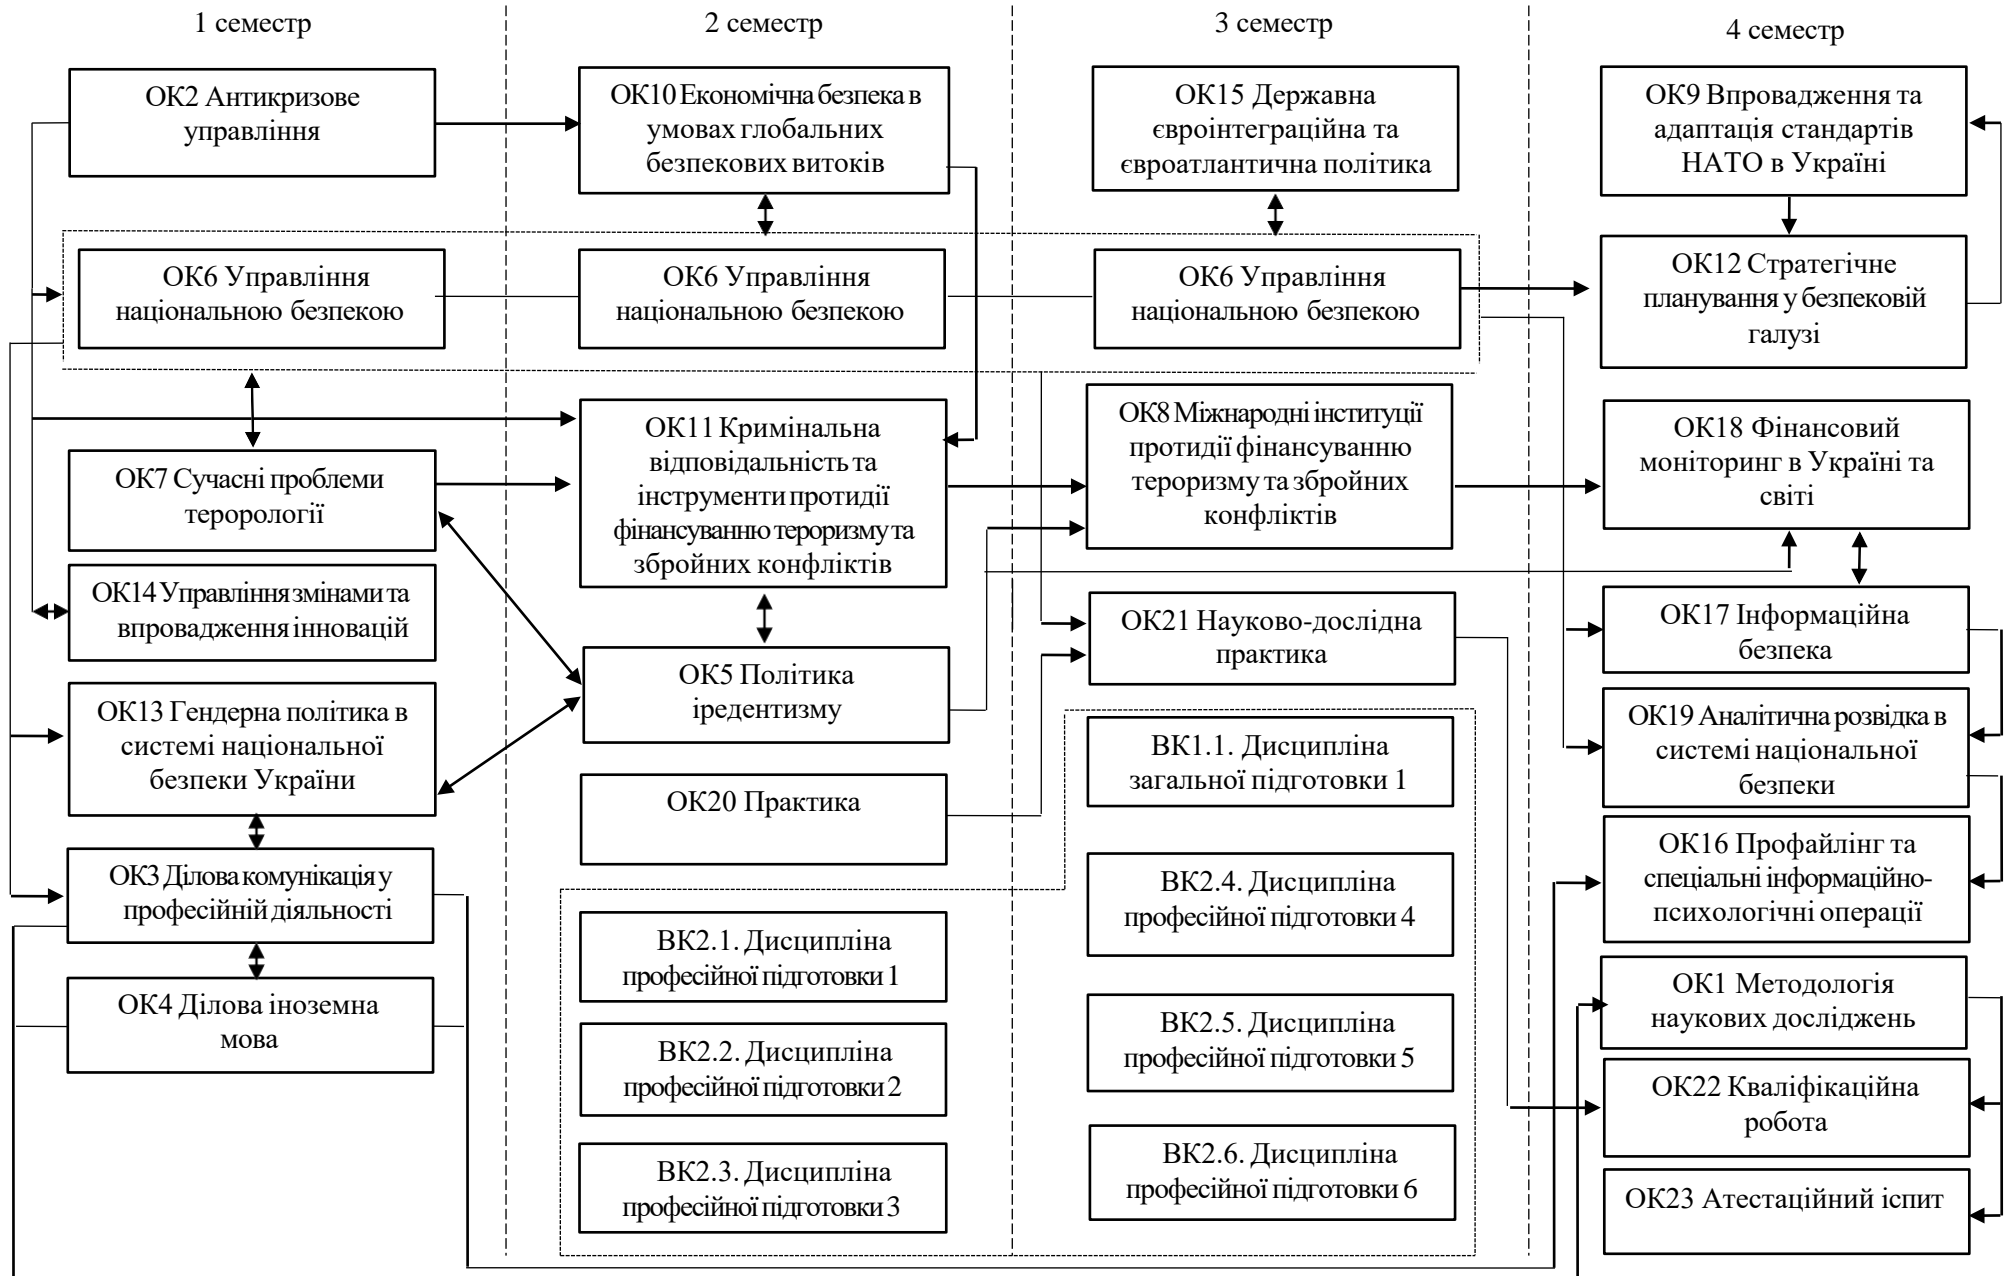 1 семестр
2 семестр
3 семестр
4 семестр
ОК2 Антикризове
управління
ОК6 Управління
національною безпекою
ОК7 Сучасні проблеми
терорології
ОК14 Управління змінами та
впровадження інновацій
ОК13 Гендерна політика в
системі національної
безпеки України
ОК3 Ділова комунікація у
професійній діяльності
ОК4 Ділова іноземна
мова
ОК10 Економічна безпека в
умовах глобальних
безпекових витоків
ОК6 Управління
національною безпекою
ОК11 Кримінальна
відповідальність та
інструменти протидії
фінансуванню тероризму та
збройних конфліктів
ОК5 Політика
іредентизму
ОК20 Практика
ВК2.1. Дисципліна
професійної підготовки 1
ВК2.2. Дисципліна
професійної підготовки 2
ВК2.3. Дисципліна
професійної підготовки 3
ОК15 Державна
євроінтеграційна та
євроатлантична політика
ОК6 Управління
національною безпекою
ОК8 Міжнародні інституції
протидії фінансуванню
тероризму та збройних
конфліктів
ОК21 Науково-дослідна
практика
ВК1.1. Дисципліна
загальної підготовки 1
ВК2.4. Дисципліна
професійної підготовки 4
ВК2.5. Дисципліна
професійної підготовки 5
ВК2.6. Дисципліна
професійної підготовки 6
ОК9 Впровадження та
адаптація стандартів
НАТО в Україні
ОК12 Стратегічне
планування у безпековій
галузі
ОК18 Фінансовий
моніторинг в Україні та
світі
ОК17 Інформаційна
безпека
ОК19 Аналітична розвідка в
системі національної
безпеки
ОК16 Профайлінг та
спеціальні інформаційно-
психологічні операції
ОК1 Методологія
наукових досліджень
ОК22 Кваліфікаційна
робота
ОК23 Атестаційний іспит